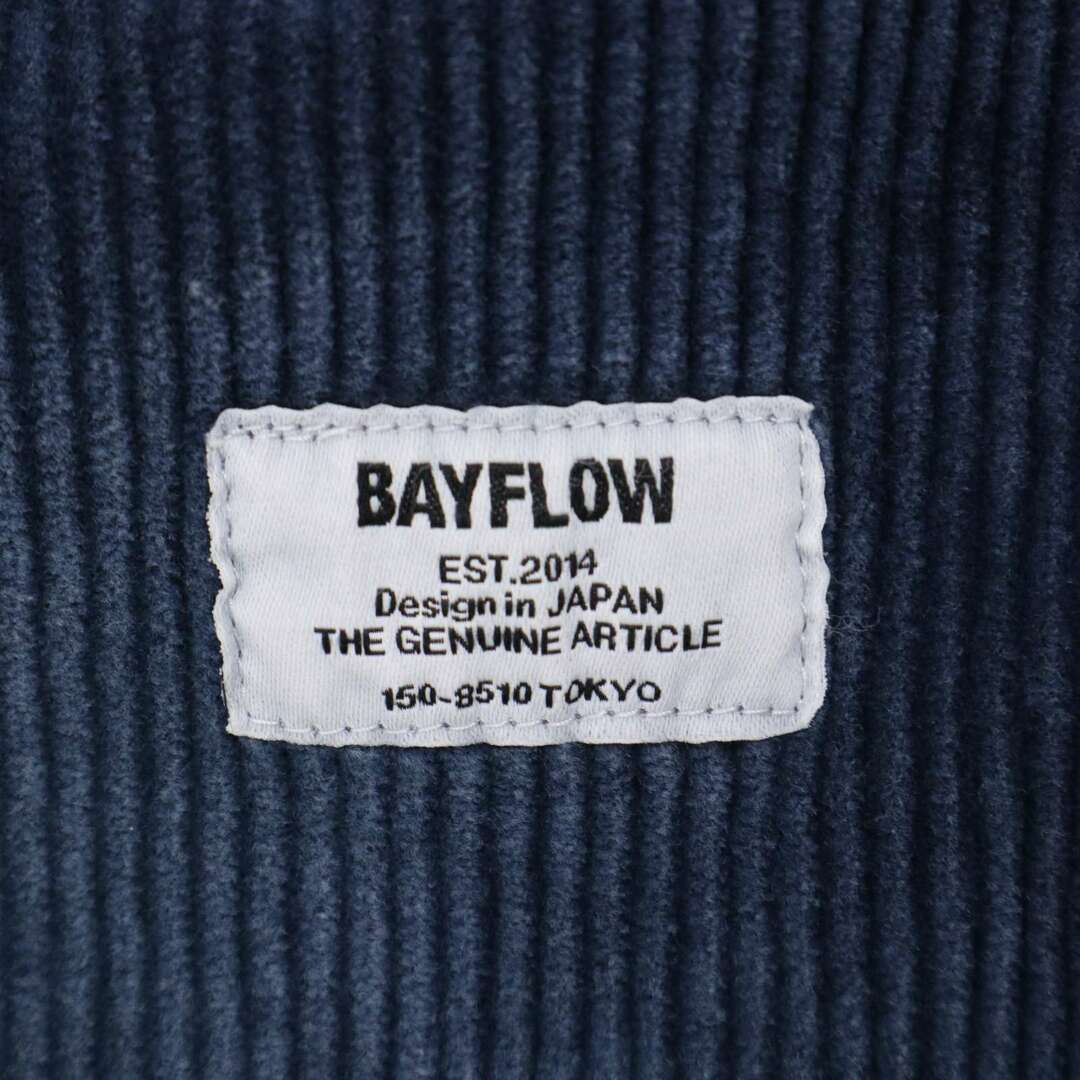 BAYFLOW
EST.2014
Design in JAPAN
THE GENUINE ARTICLE
150-8510 TOKYO